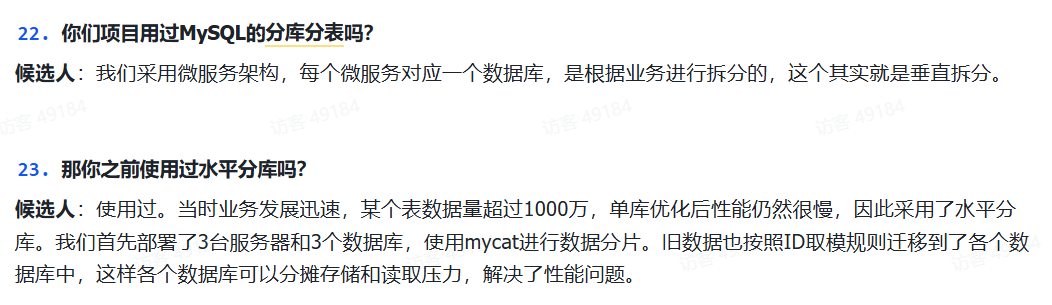 22. 你们项目用过MySQL的分库分表吗？
候选人：我们采用微服务架构，每个微服务对应一个数据库，是根据业务进行拆分的，这个其实就是垂直拆分。
访客 49184
访客 49184
访客 49184
访客 49184
23. 那你之前使用过水平分库吗？
候选人：使用过。当时业务发展迅速，某个表数据量超过1000万，单库优化后性能仍然很慢，因此采用了水平分
库。我们首先部署了3台服务器和3个数据库，使用mycat进行数据分片。旧数据也按照ID取模规则迁移到了各个数
据库中，这样各个数据库可以分摊存储和读取压力，解决了性能问题。